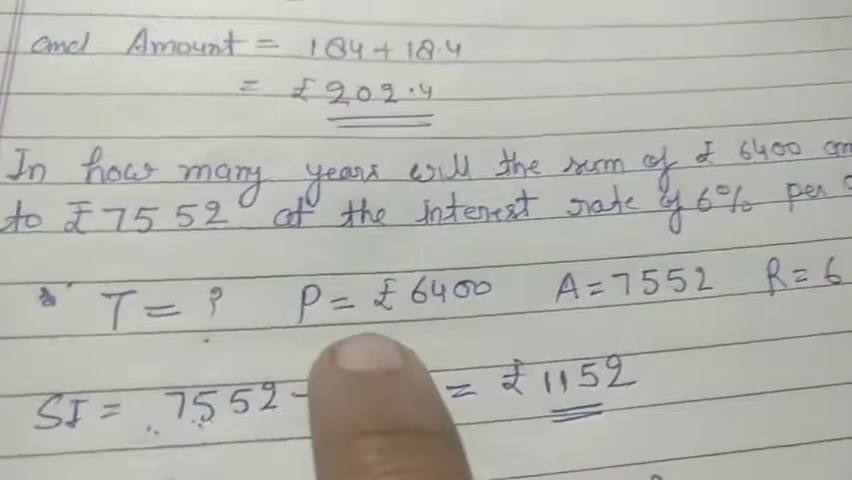 and Amount = 184 + 18.4
= ₹ 202.4
In how many years will the sum of ₹ 6400
to ₹ 7552 at the interest rate of 6% per
T = ? P = ₹ 6400 A = 7552 R = 6
SI = 7552 - = ₹ 1152